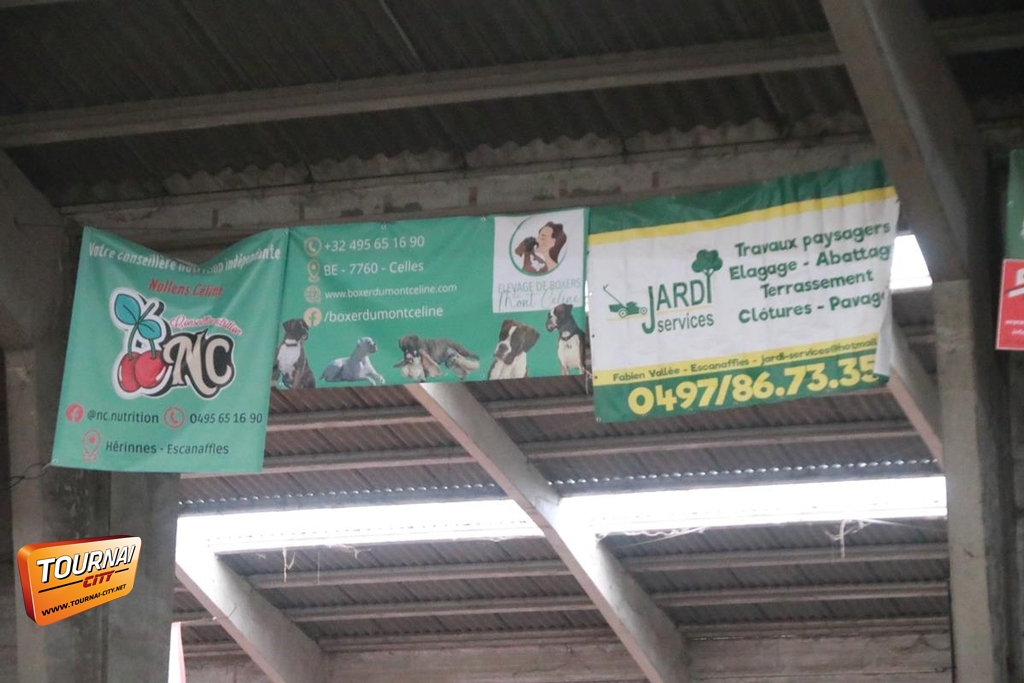 Votre conseillère nutrition indépendante
Nollens Céline
NC
@nc.nutrition 0495 65 16 90
Hérinnes - Escanaffles
+32 495 65 16 90
BE - 7760 - Celles
www.boxerdumontceline.com
/boxerdumontceline
ELEVAGE DE BOXERS
Mont Céline
JARDI
services
Travaux paysagers
Elagage - Abattag
Terrassement
Clôtures - Pavag
Fabien Vallée - Escanaffles - jardi-services@hotmail
0497/86.73.35
TOURNAI
CITY
WWW.TOURNAI-CITY.NET